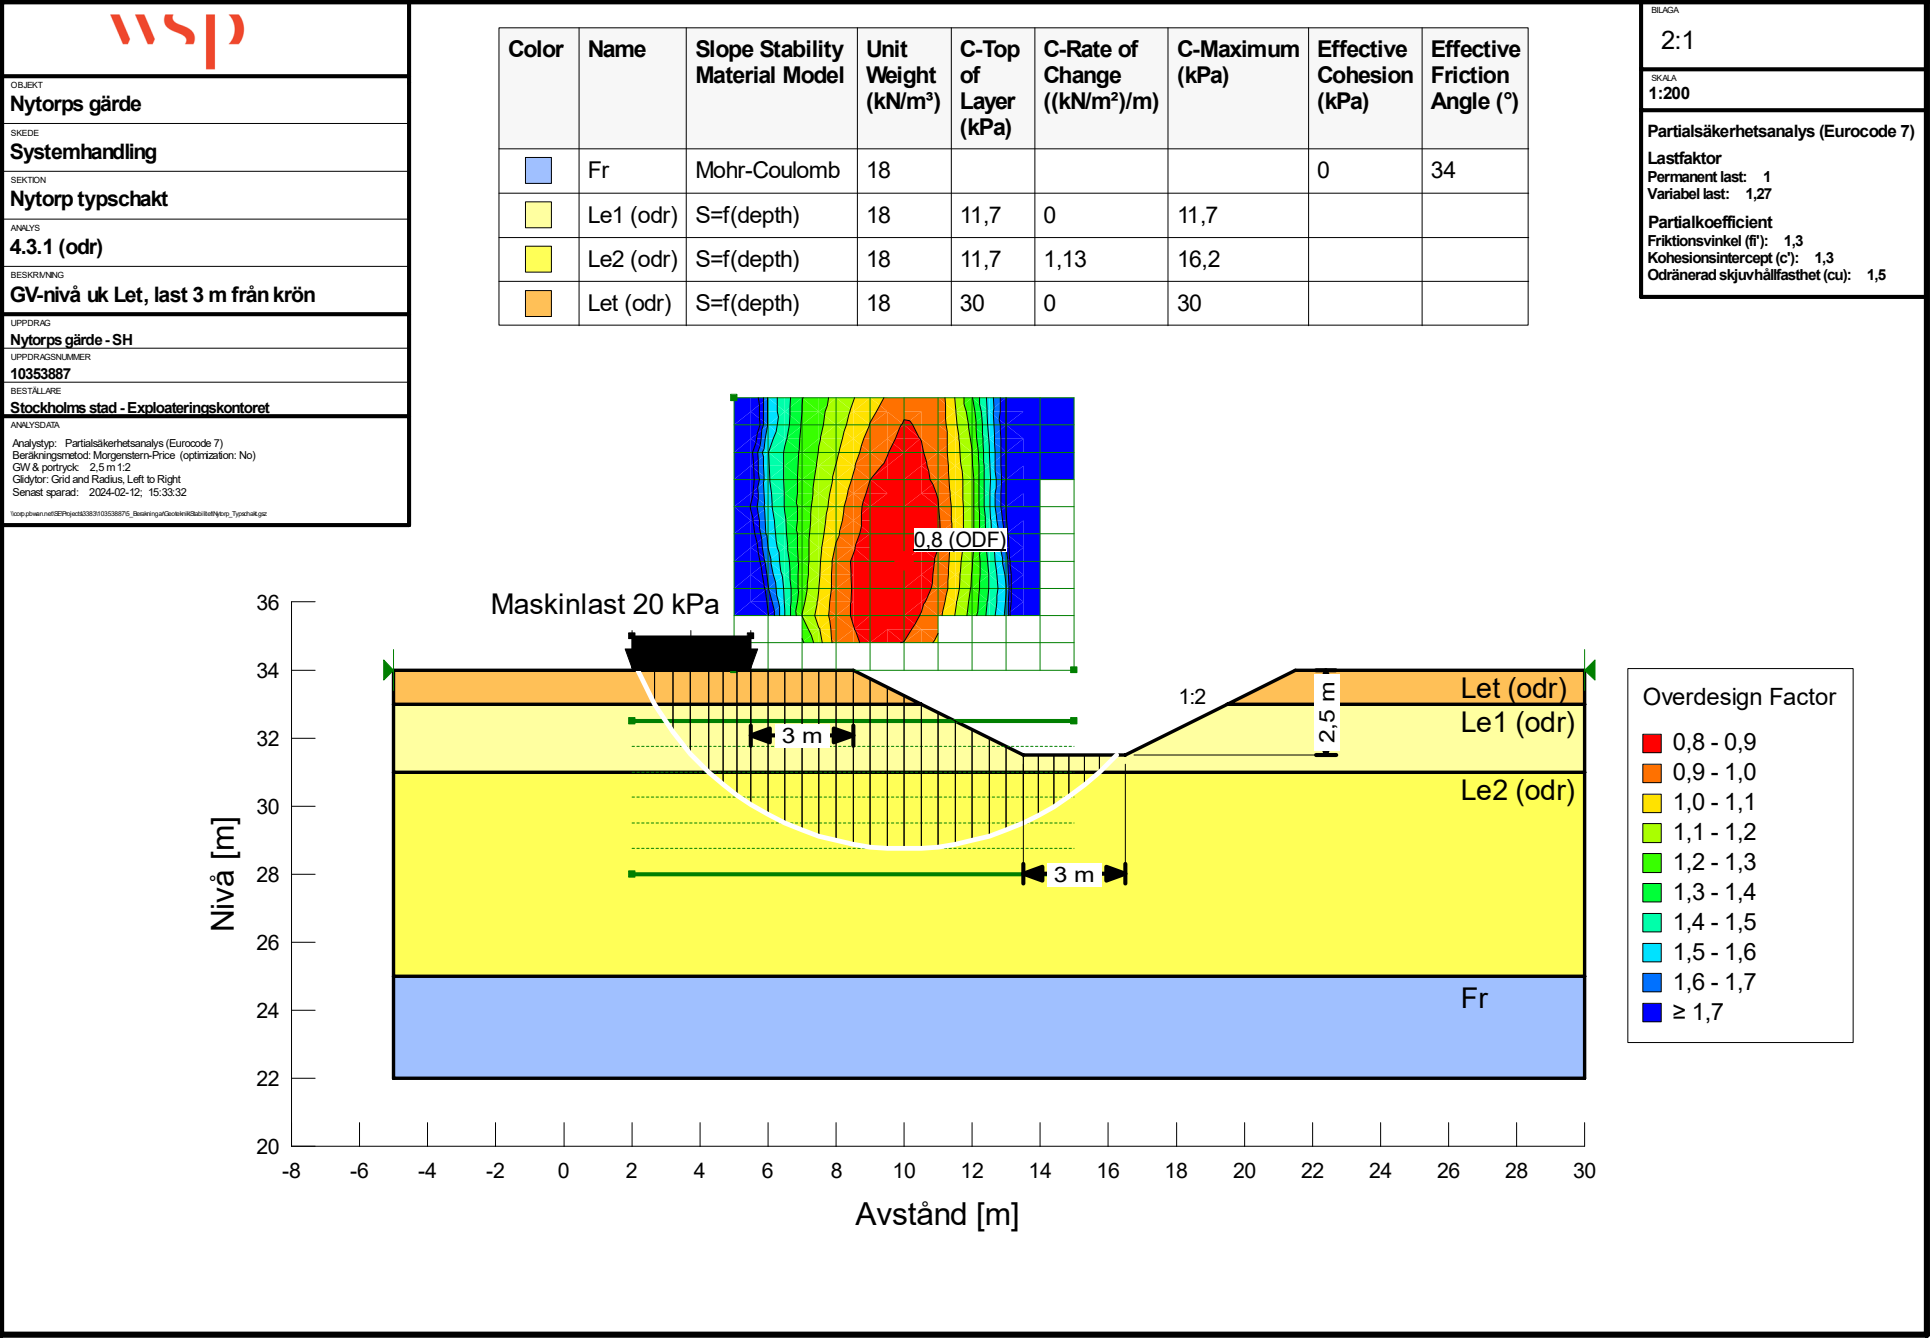 wsp
OBJEKT
Nytorps gärde
SKEDE
Systemhandling
SEKTION
Nytorp typschakt
ANALYS
4.3.1 (odr)
BESKRIVNING
GV-nivå uk Let, last 3 m från krön
UPPDRAG
Nytorps gärde - SH
UPPDRAGSNUMMER
10353887
BESTÄLLARE
Stockholms stad - Exploateringskontoret
ANALYSDATA
Analystyp: Partialsäkerhetsanalys (Eurocode 7)
Beräkningsmetod: Morgenstern-Price (optimization: No)
GW & portryck: 2,5 m 1:2
Glidytor: Grid and Radius, Left to Right
Senast sparad: 2024-02-12; 15:33:32
Color Name Slope Stability Material Model Unit Weight (kN/m³) C-Top of Layer (kPa) C-Rate of Change ((kN/m²)/m) C-Maximum (kPa) Effective Cohesion (kPa) Effective Friction Angle (°)
Fr Mohr-Coulomb 18 0 34
Le1 (odr) S=f(depth) 18 11,7 0 11,7
Le2 (odr) S=f(depth) 18 11,7 1,13 16,2
Let (odr) S=f(depth) 18 30 0 30
BILAGA
2:1
SKALA
1:200
Partialsäkerhetsanalys (Eurocode 7)
Lastfaktor
Permanent last: 1
Variabel last: 1,27
Partialkoefficient
Friktionsvinkel (fi'): 1,3
Kohesionsintercept (c'): 1,3
Odränerad skjuvhållfasthet (cu): 1,5
0,8 (ODF)
Maskinlast 20 kPa
36
34
32
30
28
26
24
22
20
Nivå [m]
1:2
2,5 m
3 m
3 m
Let (odr)
Le1 (odr)
Le2 (odr)
Fr
-8 -6 -4 -2 0 2 4 6 8 10 12 14 16 18 20 22 24 26 28 30
Avstånd [m]
Overdesign Factor
0,8 - 0,9
0,9 - 1,0
1,0 - 1,1
1,1 - 1,2
1,2 - 1,3
1,3 - 1,4
1,4 - 1,5
1,5 - 1,6
1,6 - 1,7
≥ 1,7